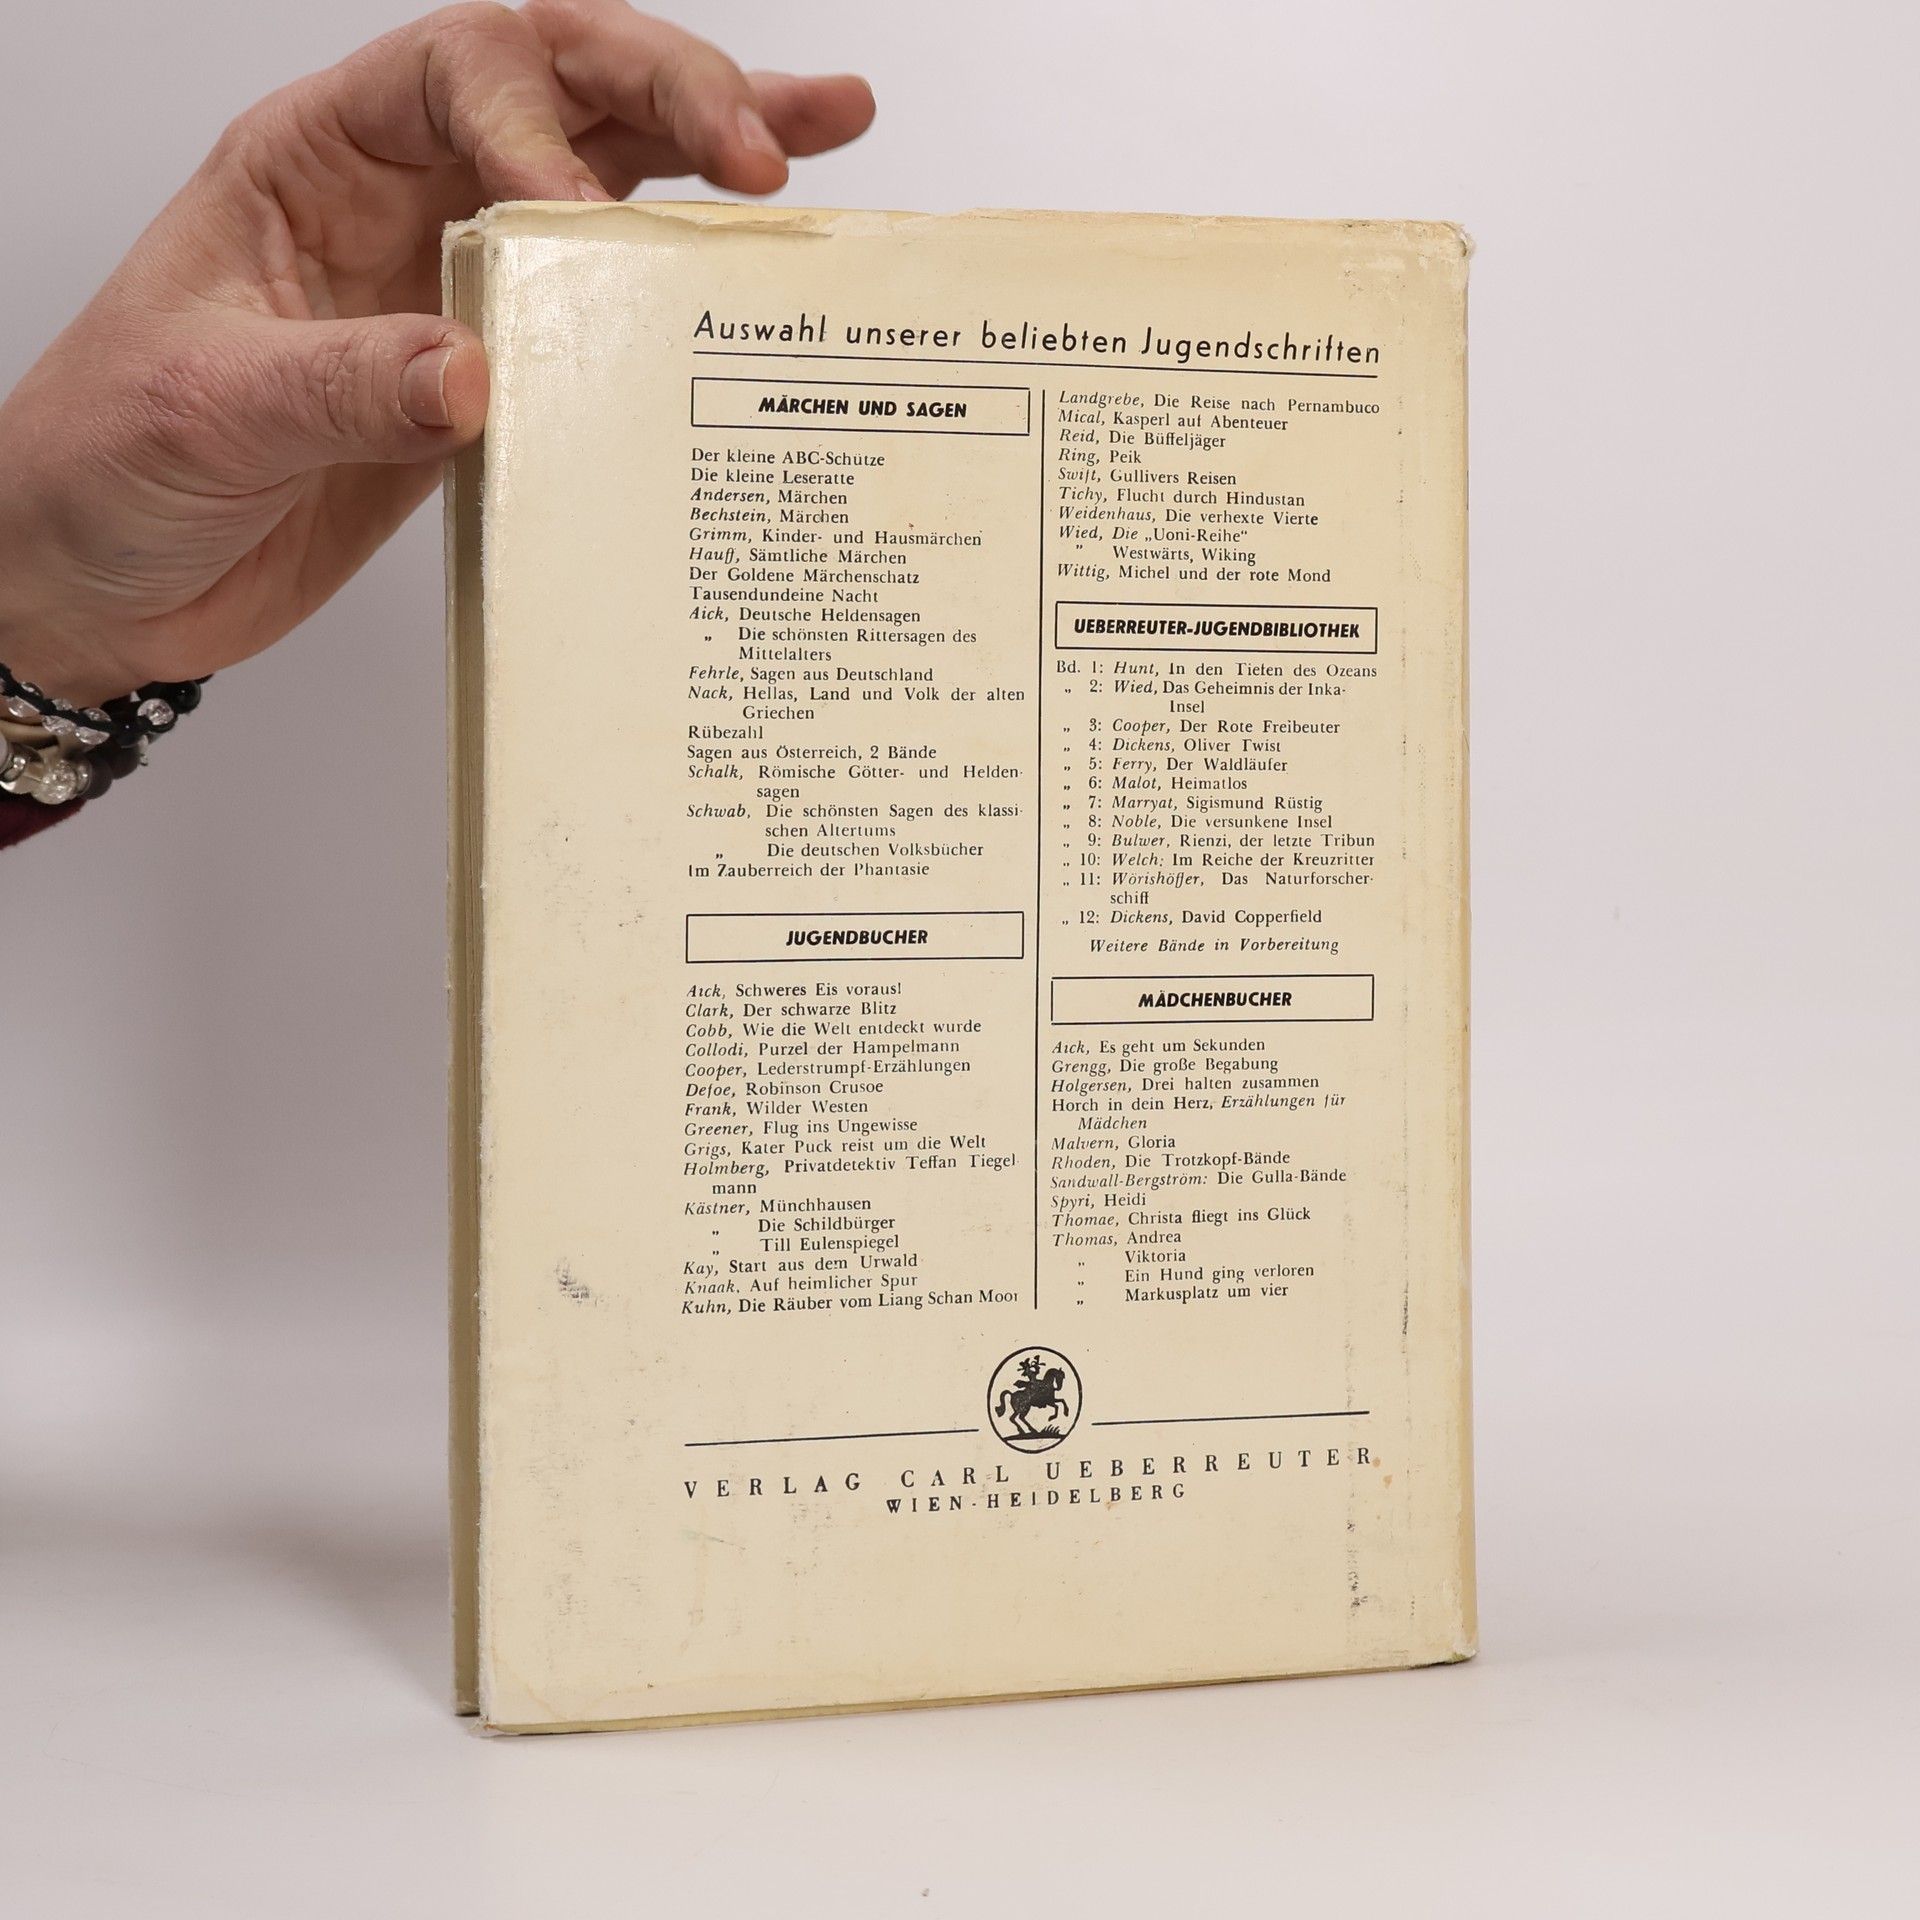 Auswahl unserer beliebten Jugendschriften
MÄRCHEN UND SAGEN
Der kleine ABC-Schütze
Die kleine Leseratte
Andersen, Märchen
Bechstein, Märchen
Grimm, Kinder- und Hausmärchen
Hauff, Sämtliche Märchen
Der Goldene Märchenschatz
Tausendundeine Nacht
Aick, Deutsche Heldensagen
„ Die schönsten Rittersagen des
Mittelalters
Fehrle, Sagen aus Deutschland
Nack, Hellas, Land und Volk der alten
Griechen
Rübezahl
Sagen aus Österreich, 2 Bände
Schalk, Römische Götter- und Helden-
sagen
Schwab, Die schönsten Sagen des klassi-
schen Altertums
„ Die deutschen Volksbücher
Im Zauberreich der Phantasie
JUGENDBUCHER
Aick, Schweres Eis voraus!
Clark, Der schwarze Blitz
Cobb, Wie die Welt entdeckt wurde
Collodi, Purzel der Hampelmann
Cooper, Lederstrumpf-Erzählungen
Defoe, Robinson Crusoe
Frank, Wilder Westen
Greener, Flug ins Ungewisse
Grigs, Kater Puck reist um die Welt
Holmberg, Privatdetektiv Teffan Tiegel-
mann
Kästner, Münchhausen
„ Die Schildbürger
„ Till Eulenspiegel
Kay, Start aus dem Urwald
Knaak, Auf heimlicher Spur
Kuhn, Die Räuber vom Liang Schan Moor
Landgrebe, Die Reise nach Pernambuco
Mical, Kasperl auf Abenteuer
Reid, Die Büffeljäger
Ring, Peik
Swift, Gullivers Reisen
Tichy, Flucht durch Hindustan
Weidenhaus, Die verhexte Vierte
Wied, Die „Uoni-Reihe“
„ Westwärts, Wiking
Wittig, Michel und der rote Mond
UEBERREUTER-JUGENDBIBLIOTHEK
Bd. 1: Hunt, In den Tiefen des Ozeans
„ 2: Wied, Das Geheimnis der Inka-
Insel
„ 3: Cooper, Der Rote Freibeuter
„ 4: Dickens, Oliver Twist
„ 5: Ferry, Der Waldläufer
„ 6: Malot, Heimatlos
„ 7: Marryat, Sigismund Rüstig
„ 8: Noble, Die versunkene Insel
„ 9: Bulwer, Rienzi, der letzte Tribun
„ 10: Welch: Im Reiche der Kreuzritter
„ 11: Wörishöffer, Das Naturforscher-
schiff
„ 12: Dickens, David Copperfield
Weitere Bände in Vorbereitung
MÄDCHENBUCHER
Aick, Es geht um Sekunden
Grengg, Die große Begabung
Holgersen, Drei halten zusammen
Horch in dein Herz, Erzählungen für
Mädchen
Malvern, Gloria
Rhoden, Die Trotzkopf-Bände
Sandwall-Bergström: Die Gulla-Bände
Spyri, Heidi
Thomae, Christa fliegt ins Glück
Thomas, Andrea
„ Viktoria
„ Ein Hund ging verloren
„ Markusplatz um vier
VERLAG CARL UEBERREUTER
WIEN-HEIDELBERG